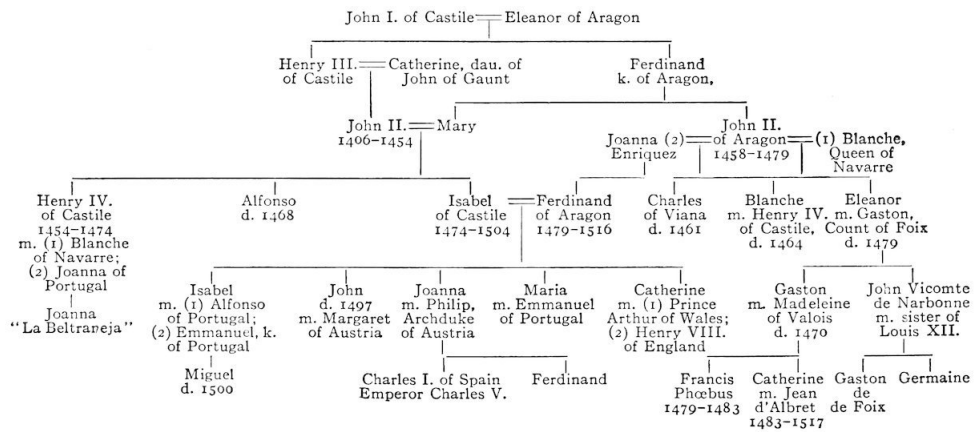 John I. of Castile Eleanor of Aragon
Henry III.
of Castile
Catherine, dau. of
John of Gaunt
Ferdinand
k. of Aragon,
John II.
1406-1454
Mary
Joanna (2)
Enriquez
John II.
of Aragon
1458-1479
(1) Blanche,
Queen of
Navarre
Henry IV.
of Castile
1454-1474
m. (1) Blanche
of Navarre;
(2) Joanna of
Portugal
Alfonso
d. 1468
Isabel
of Castile
1474-1504
Ferdinand
of Aragon
1479-1516
Charles
of Viana
d. 1461
Blanche
m. Henry IV.
of Castile,
d. 1464
Eleanor
m. Gaston,
Count of Foix
d. 1479
Joanna
"La Beltraneja"
Isabel
m. (1) Alfonso
of Portugal;
(2) Emmanuel, k.
of Portugal
John
d. 1497
m. Margaret
of Austria
Joanna
m. Philip,
Archduke
of Austria
Maria
m. Emmanuel
of Portugal
Catherine
m. (1) Prince
Arthur of Wales;
(2) Henry VIII.
of England
Gaston
m. Madeleine
of Valois
d. 1470
John Vicomte
de Narbonne
m. sister of
Louis XII.
Miguel
d. 1500
Charles I. of Spain
Emperor Charles V.
Ferdinand
Francis
Phœbus
1479-1483
Catherine
m. Jean
d'Albret
1483-1517
Gaston
de
de Foix
Germaine